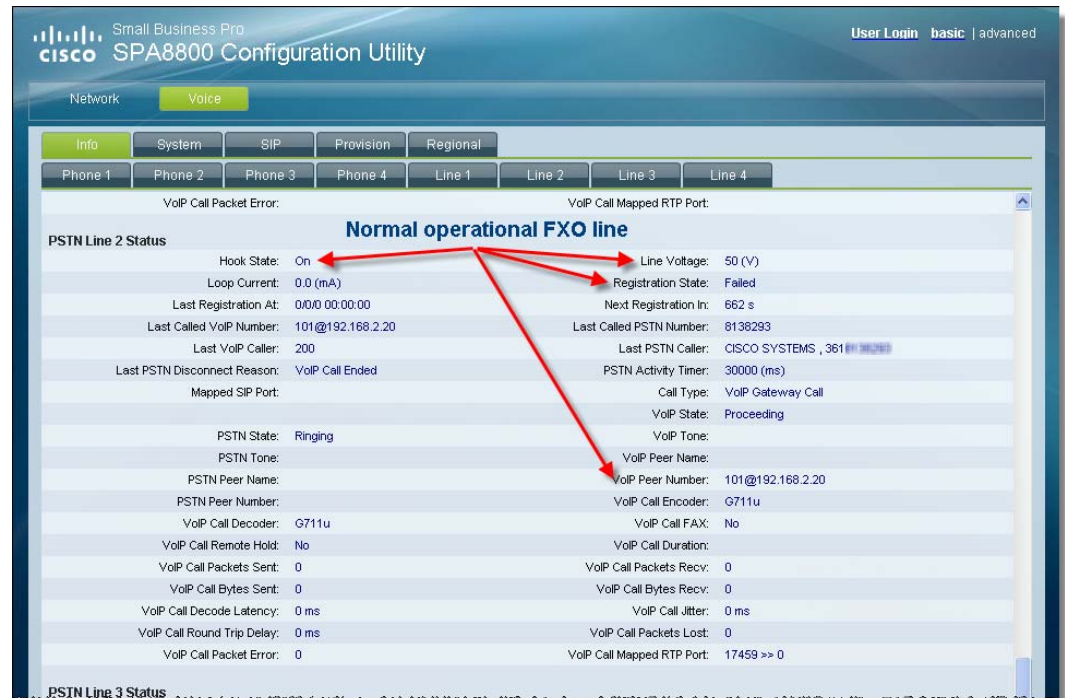 Small Business Pro
cisco SPA8800 Configuration Utility
User Login basic | advanced
Network Voice
Info System SIP Provision Regional
Phone 1 Phone 2 Phone 3 Phone 4 Line 1 Line 2 Line 3 Line 4
VoIP Call Packet Error: VoIP Call Mapped RTP Port:
Normal operational FXO line
PSTN Line 2 Status
Hook State: On Line Voltage: 50 (V)
Loop Current: 0.0 (mA) Registration State: Failed
Last Registration At: 0/0/0 00:00:00 Next Registration In: 662 s
Last Called VoIP Number: 101@192.168.2.20 Last Called PSTN Number: 8138293
Last VoIP Caller: 200 Last PSTN Caller: CISCO SYSTEMS , 361
Last PSTN Disconnect Reason: VoIP Call Ended PSTN Activity Timer: 30000 (ms)
Mapped SIP Port: Call Type: VoIP Gateway Call
VoIP State: Proceeding
PSTN State: Ringing VoIP Tone:
PSTN Tone: VoIP Peer Name:
PSTN Peer Name: VoIP Peer Number: 101@192.168.2.20
PSTN Peer Number: VoIP Call Encoder: G711u
VoIP Call Decoder: G711u VoIP Call FAX: No
VoIP Call Remote Hold: No VoIP Call Duration:
VoIP Call Packets Sent: 0 VoIP Call Packets Recv: 0
VoIP Call Bytes Sent: 0 VoIP Call Bytes Recv: 0
VoIP Call Decode Latency: 0 ms VoIP Call Jitter: 0 ms
VoIP Call Round Trip Delay: 0 ms VoIP Call Packets Lost: 0
VoIP Call Packet Error: 0 VoIP Call Mapped RTP Port: 17459 >> 0
PSTN Line 3 Status